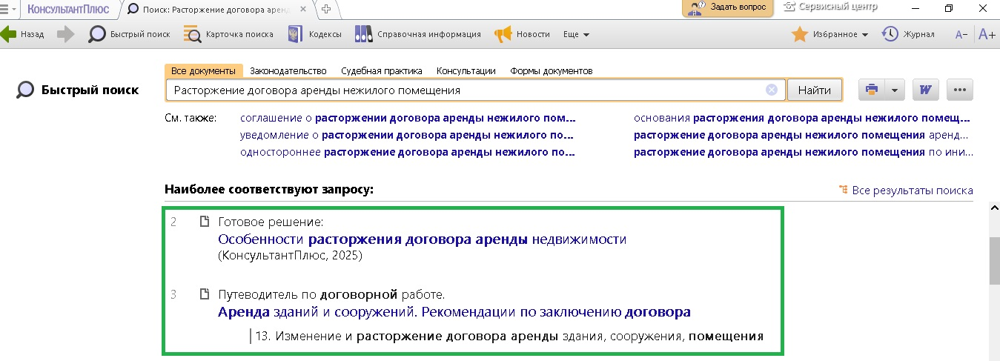 КонсультантПлюс
Поиск: Расторжение договора аренд
Задать вопрос
Сервисный центр
Назад
Быстрый поиск
Карточка поиска
Кодексы
Справочная информация
Новости
Еще
Избранное
Журнал
А−
А+
Все документы
Законодательство
Судебная практика
Консультации
Формы документов
Быстрый поиск
Расторжение договора аренды нежилого помещения
Найти
W
См. также:
соглашение о расторжении договора аренды нежилого пом...
основания расторжения договора аренды нежилого помещ...
уведомление о расторжении договора аренды нежилого по...
расторжение договора аренды нежилого помещения аренд...
одностороннее расторжение договора аренды нежилого по...
расторжение договора аренды нежилого помещения по ини...
Наиболее соответствуют запросу:
Все результаты поиска
2
Готовое решение:
Особенности расторжения договора аренды недвижимости
(КонсультантПлюс, 2025)
3
Путеводитель по договорной работе.
Аренда зданий и сооружений. Рекомендации по заключению договора
13. Изменение и расторжение договора аренды здания, сооружения, помещения